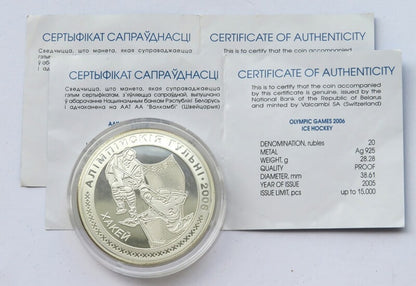 СЕРТЫФІКАТ САПРАЎДНАСЦІ
Сведчыцца, што манета, якая суправаджаецца
CERTIFICATE OF AUTHENTICITY
This is to certify that the coin accompanied
СЕРТЫФІКАТ САПРАЎДНАСЦІ
Сведчыцца, што манета, якая суправаджаецца
гэтым сертыфікатам, з'яўляецца сапраўднай, выпушчана
ў абарачэнне Нацыянальным банкам Рэспублікі Беларусь
і адчаканена на ААТ АА "Валкамбі" (Швейцарыя)
CERTIFICATE OF AUTHENTICITY
This is to certify that the coin accompanied
by this certificate is genuine, issued by the
National Bank of the Republic of Belarus
and minted by Valcambi SA (Switzerland)
OLYMPIC GAMES 2006
ICE HOCKEY
DENOMINATION, rubles 20
METAL Ag 925
WEIGHT, g 28.28
QUALITY PROOF
DIAMETER, mm 38.61
YEAR OF ISSUE 2005
ISSUE LIMIT, pcs up to 15.000
АЛІМПІЙСКІЯ ГУЛЬНІ·2006
ХАКЕЙ